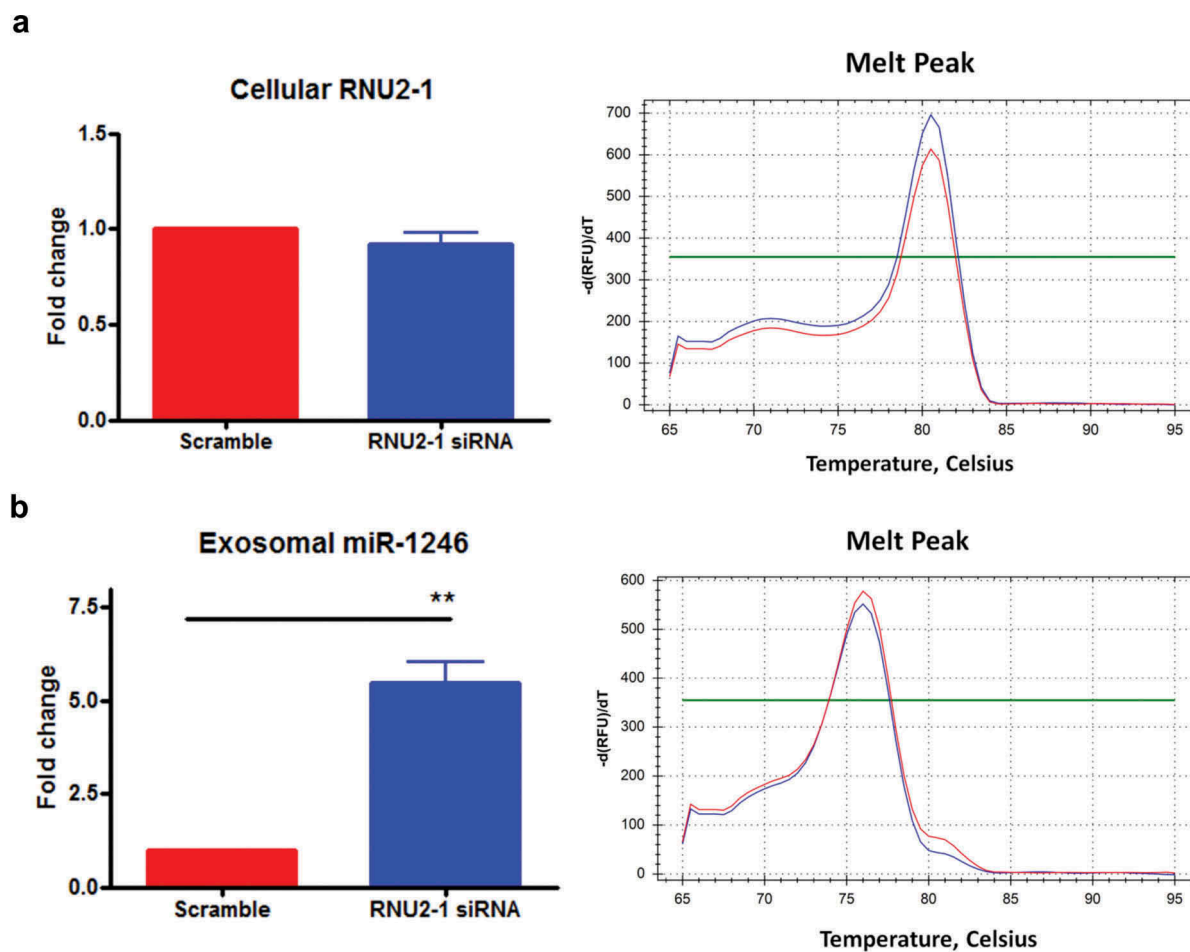 a
Cellular RNU2-1
Fold change
1.5
1.0
0.5
0.0
Scramble RNU2-1 siRNA
Melt Peak
-d(RFU)/dT
700
600
500
400
300
200
100
0
65 70 75 80 85 90 95
Temperature, Celsius
b
Exosomal miR-1246
Fold change
**
7.5
5.0
2.5
0.0
Scramble RNU2-1 siRNA
Melt Peak
-d(RFU)/dT
600
500
400
300
200
100
0
65 70 75 80 85 90 95
Temperature, Celsius